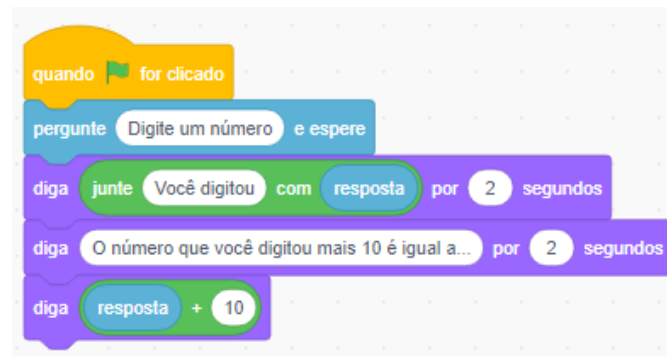 quando for clicado
pergunte Digite um número e espere
diga junte Você digitou com resposta por 2 segundos
diga O número que você digitou mais 10 é igual a... por 2 segundos
diga resposta + 10